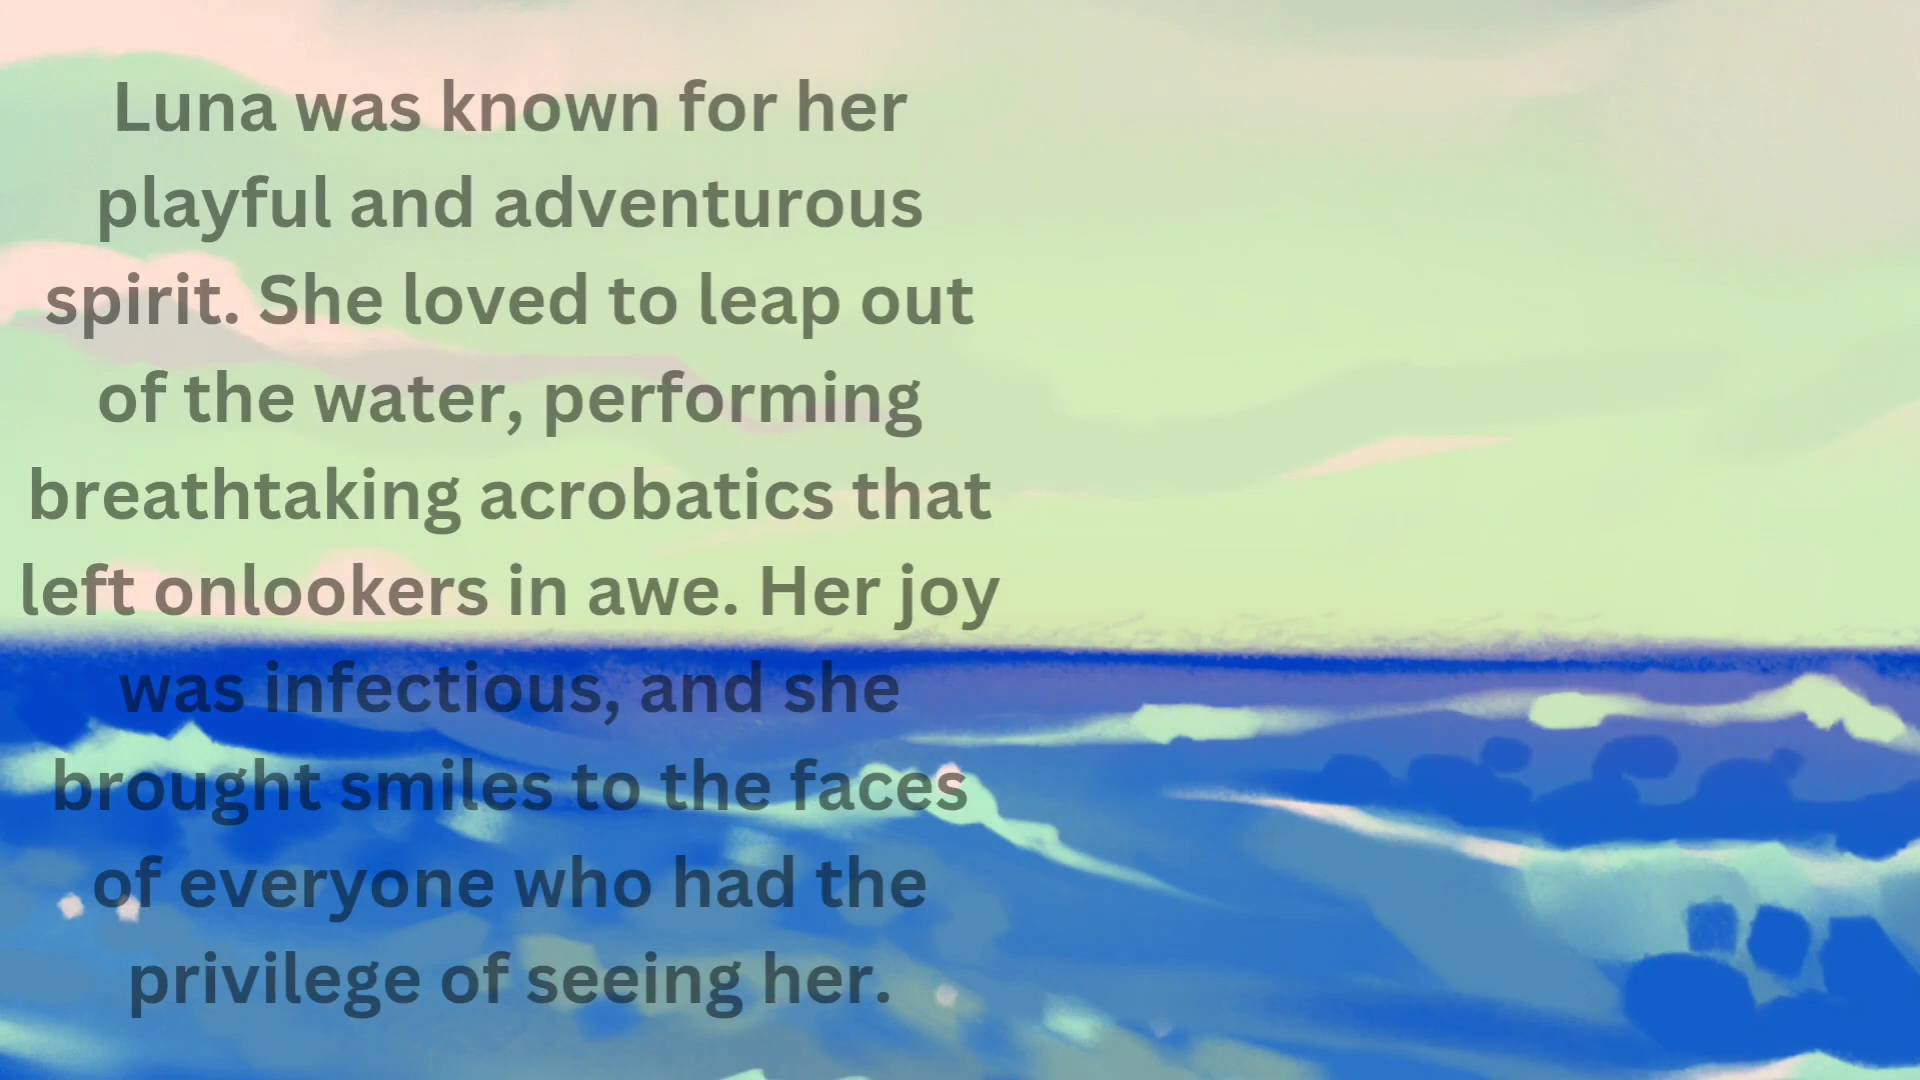 Luna was known for her
playful and adventurous
spirit. She loved to leap out
of the water, performing
breathtaking acrobatics that
left onlookers in awe. Her joy
was infectious, and she
brought smiles to the faces
of everyone who had the
privilege of seeing her.